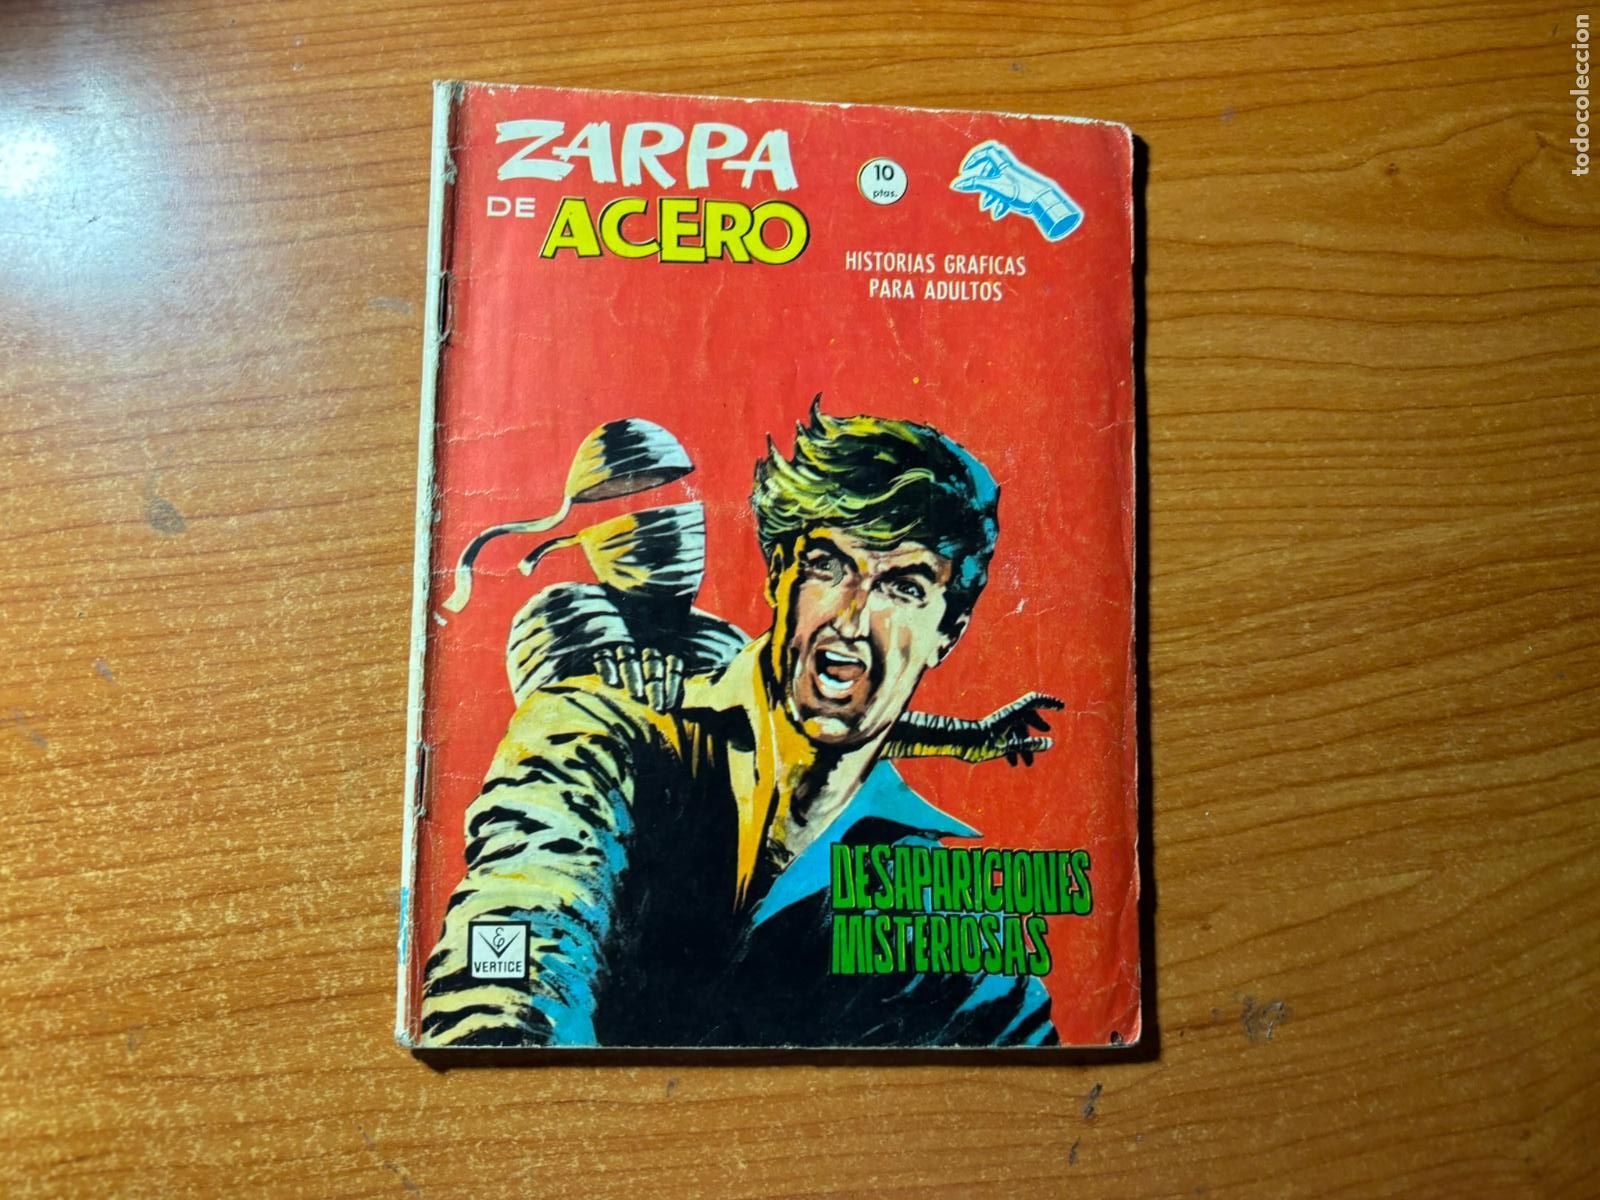 ZARPA
DE ACERO
10
ptas.
HISTORIAS GRAFICAS
PARA ADULTOS
DESAPARICIONES
MISTERIOSAS
VERTICE
todocoleccion